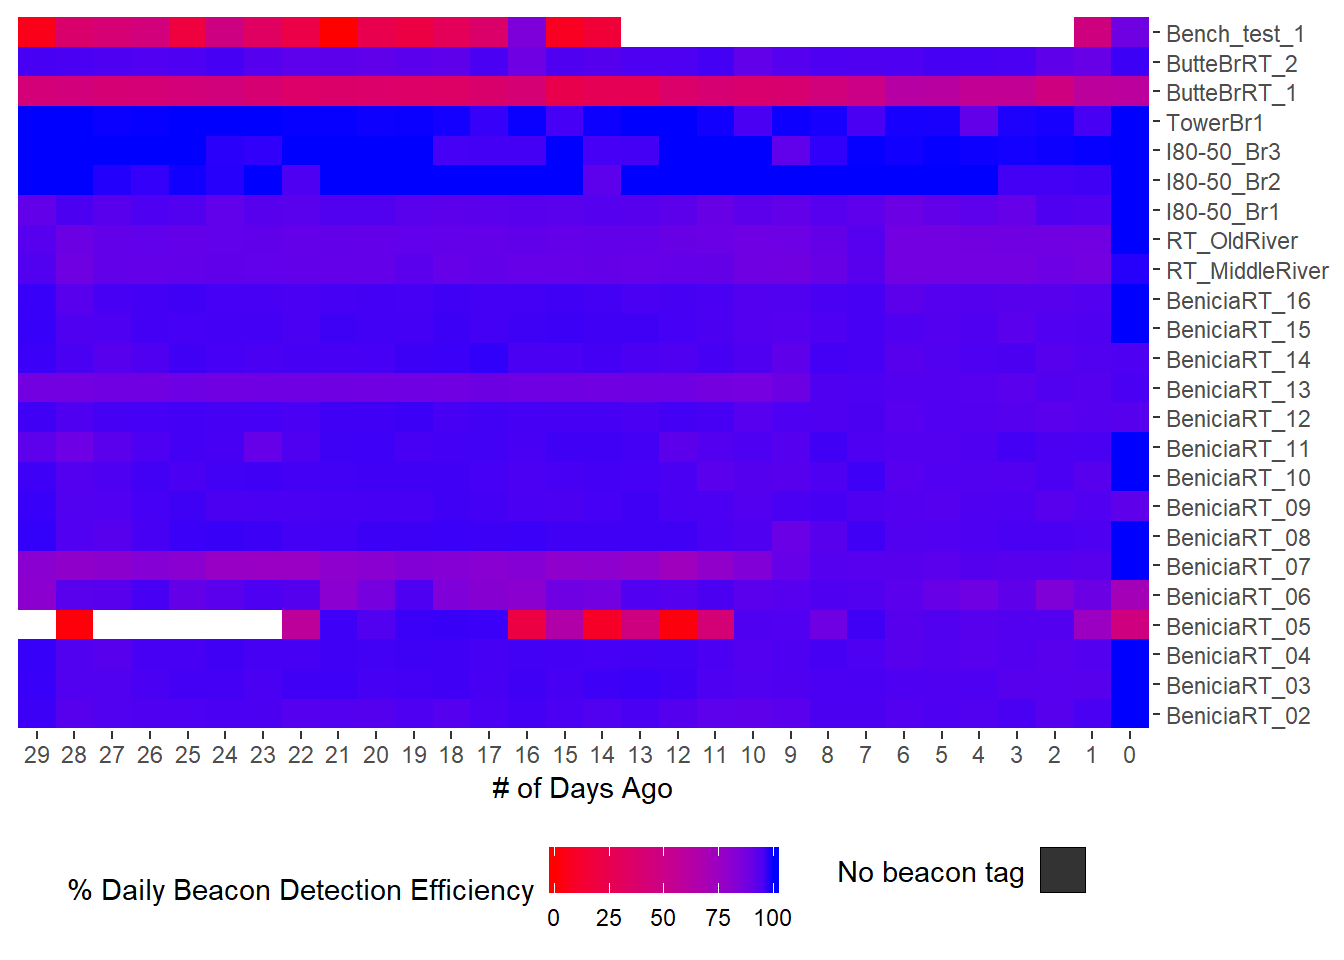 Bench_test_1
ButteBrRT_2
ButteBrRT_1
TowerBr1
I80-50_Br3
I80-50_Br2
I80-50_Br1
RT_OldRiver
RT_MiddleRiver
BeniciaRT_16
BeniciaRT_15
BeniciaRT_14
BeniciaRT_13
BeniciaRT_12
BeniciaRT_11
BeniciaRT_10
BeniciaRT_09
BeniciaRT_08
BeniciaRT_07
BeniciaRT_06
BeniciaRT_05
BeniciaRT_04
BeniciaRT_03
BeniciaRT_02
29 28 27 26 25 24 23 22 21 20 19 18 17 16 15 14 13 12 11 10 9 8 7 6 5 4 3 2 1 0
# of Days Ago
% Daily Beacon Detection Efficiency
0 25 50 75 100
No beacon tag